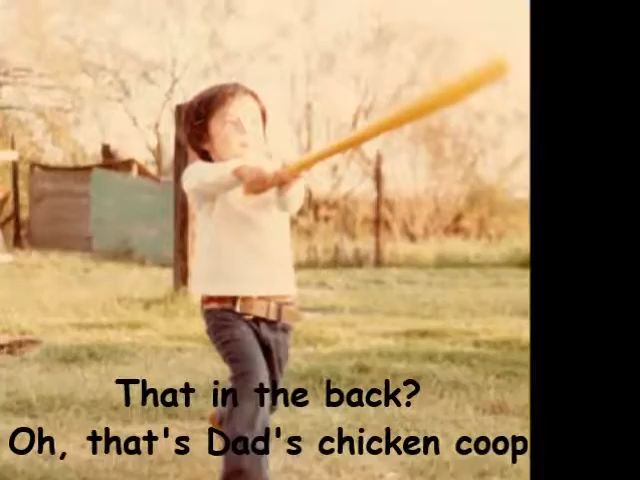 That in the back?
Oh, that's Dad's chicken coop